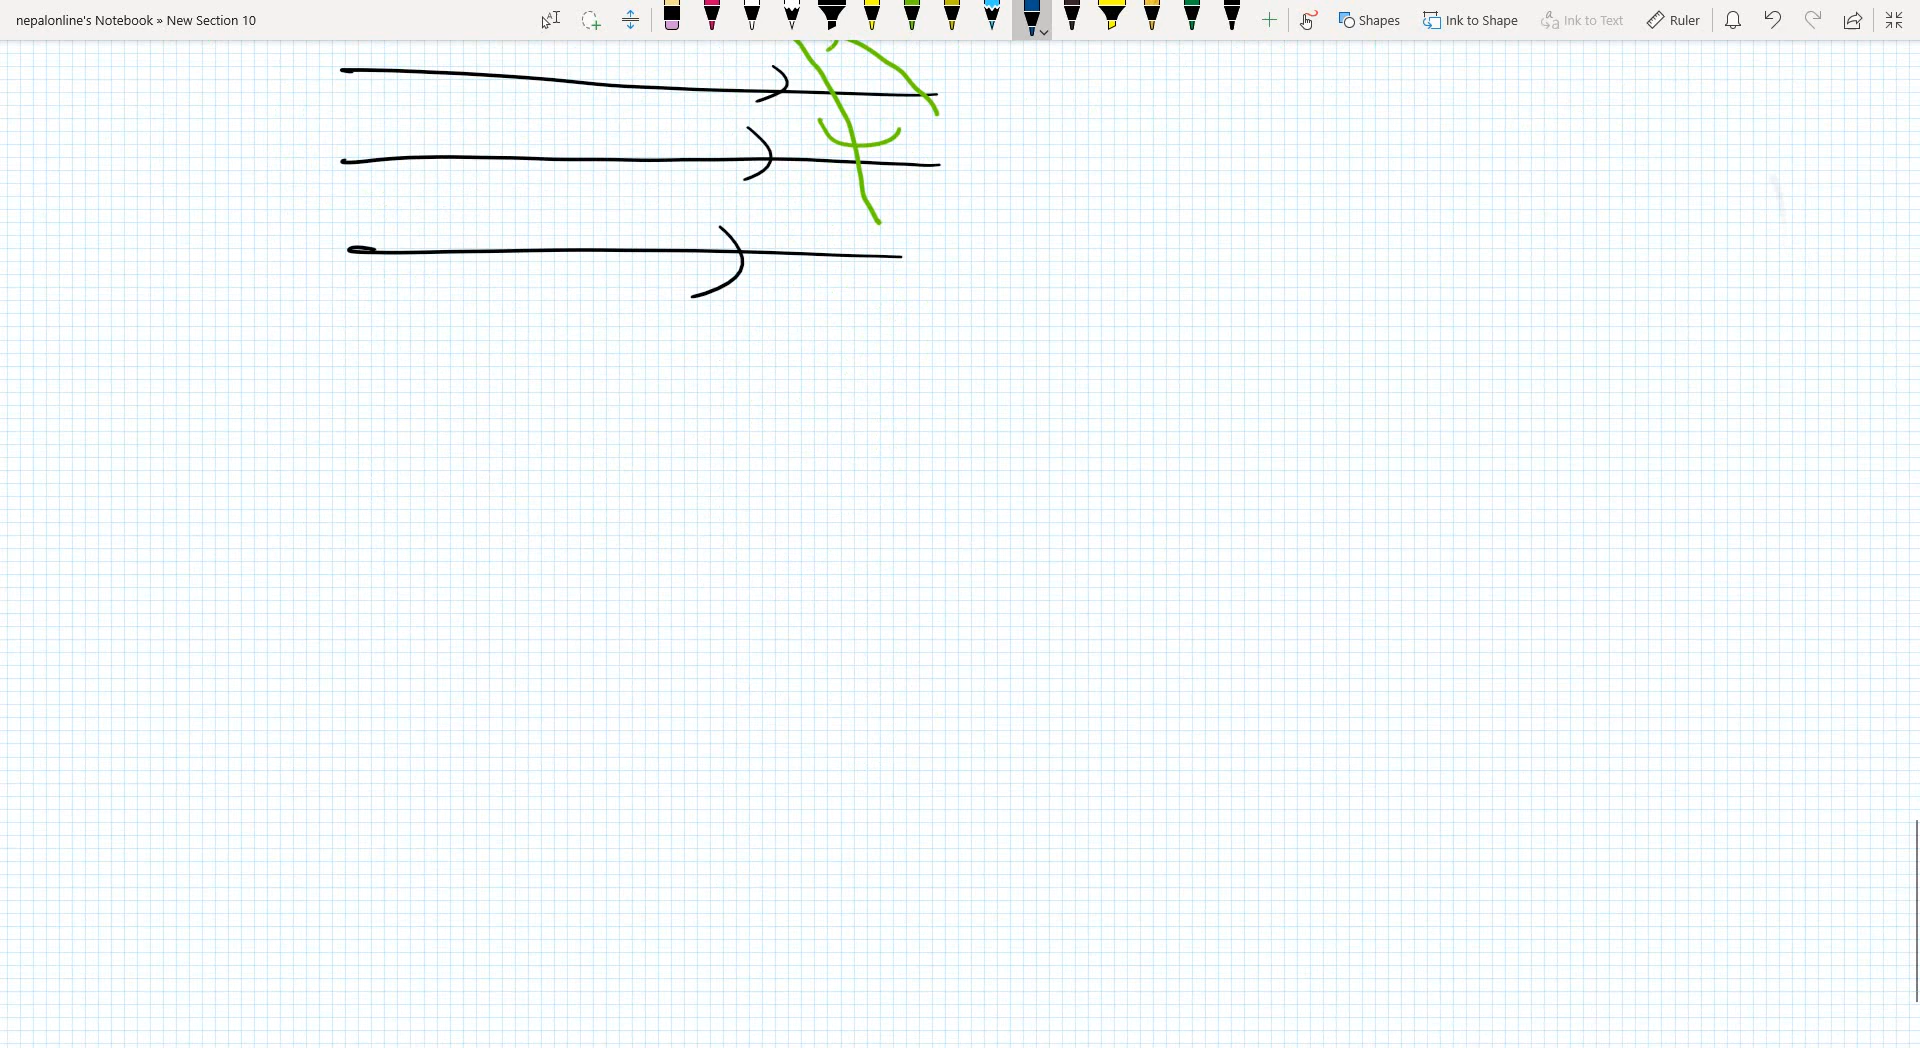 nepalonline's Notebook » New Section 10
Shapes
Ink to Shape
Ink to Text
Ruler